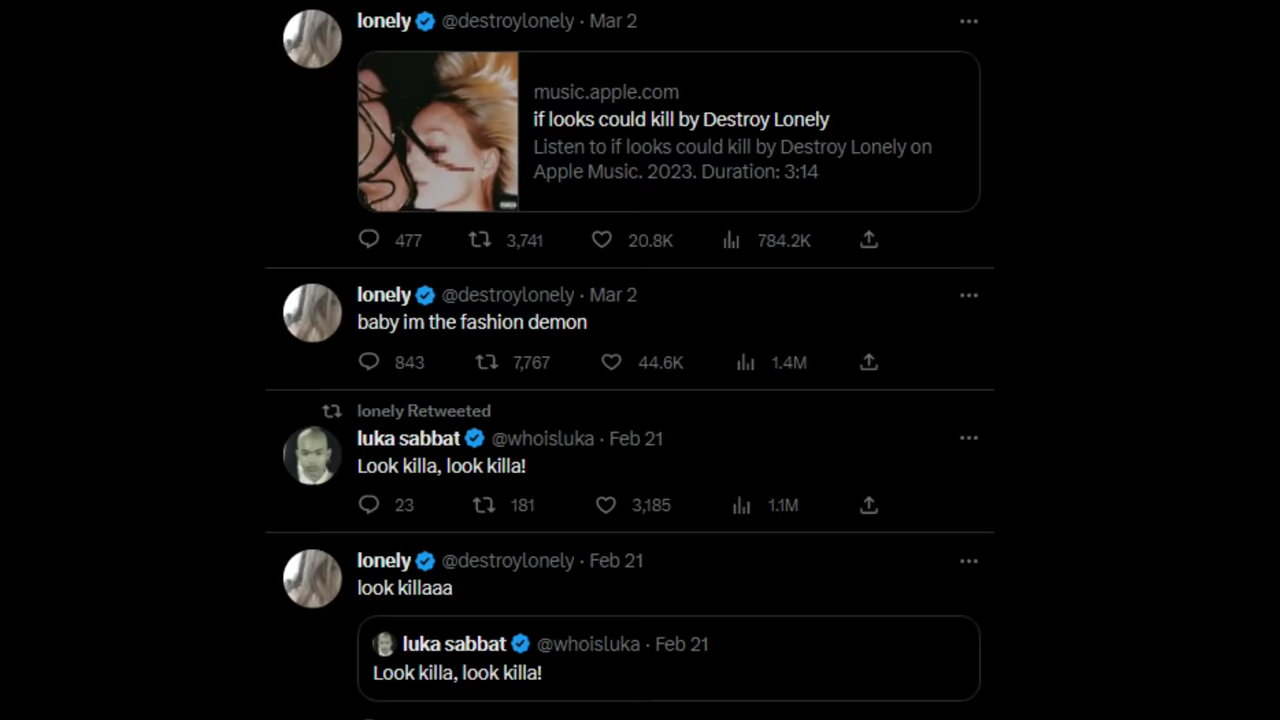 lonely @destroylonely · Mar 2
music.apple.com
if looks could kill by Destroy Lonely
Listen to if looks could kill by Destroy Lonely on
Apple Music. 2023. Duration: 3:14
477 3,741 20.8K 784.2K
lonely @destroylonely · Mar 2
baby im the fashion demon
843 7,767 44.6K 1.4M
lonely Retweeted
luka sabbat @whoisluka · Feb 21
Look killa, look killa!
23 181 3,185 1.1M
lonely @destroylonely · Feb 21
look killaaa
luka sabbat @whoisluka · Feb 21
Look killa, look killa!